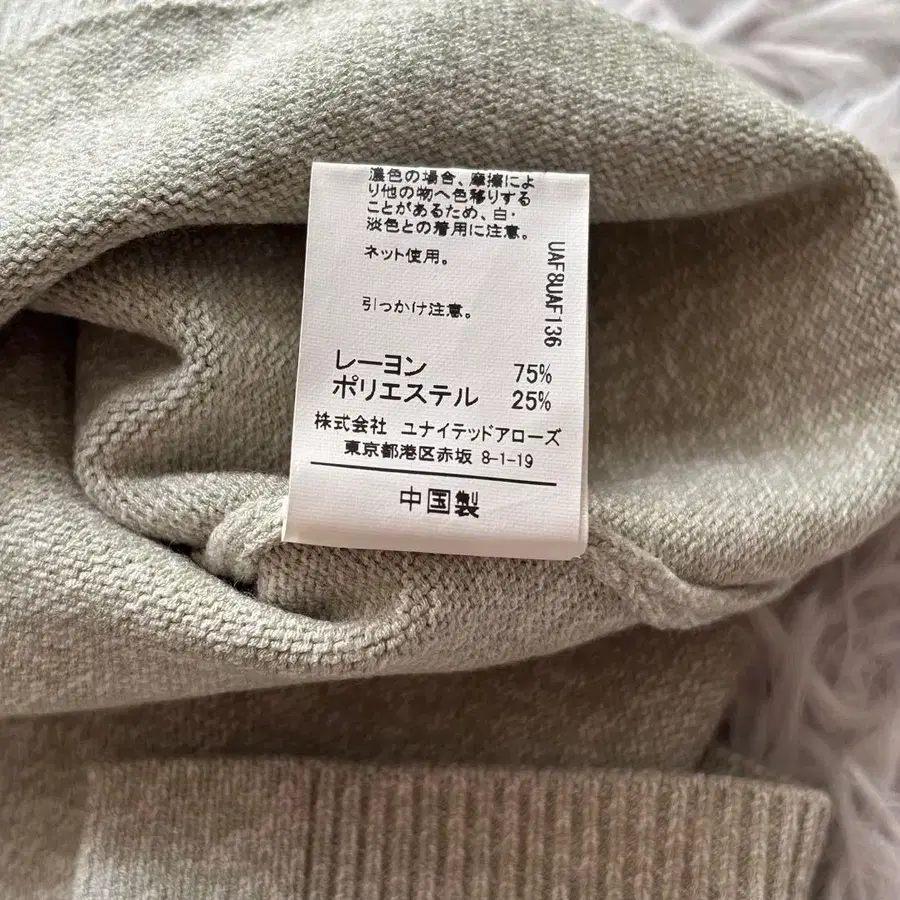 濃色の場合、摩擦によ
り他の物へ色移りする
ことがあるため、白・
淡色との着用に注意。
ネット使用。
引っかけ注意。
UAF8UAF136
レーヨン 75%
ポリエステル 25%
株式会社 ユナイテッドアローズ
東京都港区赤坂 8-1-19
中国製